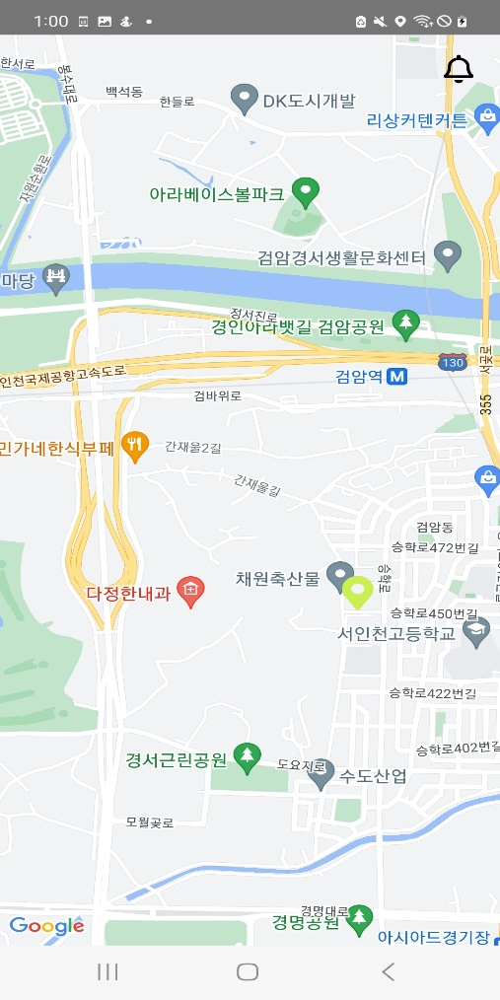 1:00
한서로
봉수대로
백석동
한들로
DK도시개발
리상커텐커튼
자원순환로
아라베이스볼파크
검암경서생활문화센터
마당
정서진로
경인아라뱃길 검암공원
130
서곶로
355
인천국제공항고속도로
검암역 M
검바위로
민가네한식부페
간재울2길
간재울길
검암동
승학로472번길
채원축산물
승학로
다정한내과
승학로450번길
서인천고등학교
승학로422번길
경서근린공원
도요지로
수도산업
승학로402번길
모월곶로
경명대로
경명공원
Google
아시아드경기장